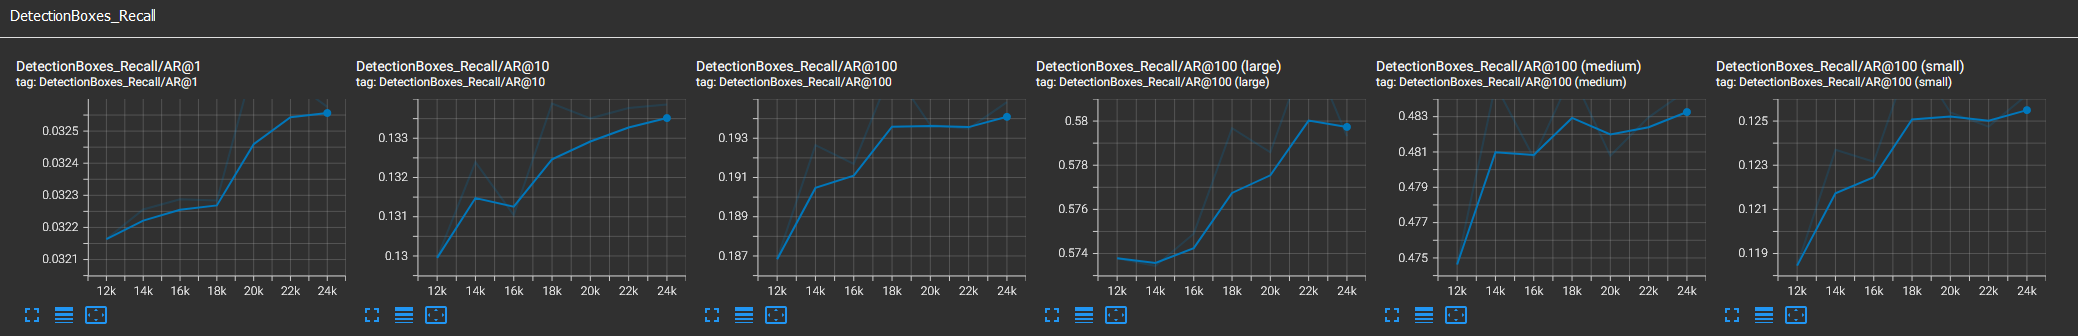 DetectionBoxes_Recall
DetectionBoxes_Recall/AR@1
tag: DetectionBoxes_Recall/AR@1
0.0325
0.0324
0.0323
0.0322
0.0321
12k 14k 16k 18k 20k 22k 24k
DetectionBoxes_Recall/AR@10
tag: DetectionBoxes_Recall/AR@10
0.133
0.132
0.131
0.13
12k 14k 16k 18k 20k 22k 24k
DetectionBoxes_Recall/AR@100
tag: DetectionBoxes_Recall/AR@100
0.193
0.191
0.189
0.187
12k 14k 16k 18k 20k 22k 24k
DetectionBoxes_Recall/AR@100 (large)
tag: DetectionBoxes_Recall/AR@100 (large)
0.58
0.578
0.576
0.574
12k 14k 16k 18k 20k 22k 24k
DetectionBoxes_Recall/AR@100 (medium)
tag: DetectionBoxes_Recall/AR@100 (medium)
0.483
0.481
0.479
0.477
0.475
12k 14k 16k 18k 20k 22k 24k
DetectionBoxes_Recall/AR@100 (small)
tag: DetectionBoxes_Recall/AR@100 (small)
0.125
0.123
0.121
0.119
12k 14k 16k 18k 20k 22k 24k